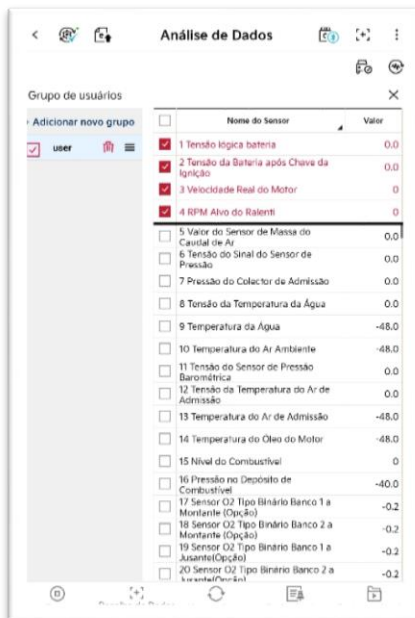 Análise de Dados
Grupo de usuários
Adicionar novo grupo
user
Nome do Sensor Valor
1 Tensão lógica bateria 0.0
2 Tensão da Bateria após Chave da
Ignição 0.0
3 Velocidade Real do Motor 0
4 RPM Alvo do Ralenti 0
5 Valor do Sensor de Massa do
Caudal de Ar 0.0
6 Tensão do Sinal do Sensor de
Pressão 0.0
7 Pressão do Colector de Admissão 0.0
8 Tensão da Temperatura da Água 0.0
9 Temperatura da Água -48.0
10 Temperatura do Ar Ambiente -48.0
11 Tensão do Sensor de Pressão
Barométrica 0.0
12 Tensão da Temperatura do Ar de
Admissão 0.0
13 Temperatura do Ar de Admissão -48.0
14 Temperatura do Óleo do Motor -48.0
15 Nível do Combustível 0
16 Pressão no Depósito de
Combustível -40.0
17 Sensor O2 Tipo Binário Banco 1 a
Montante (Opção) -0.2
18 Sensor O2 Tipo Binário Banco 2 a
Montante (Opção) -0.2
19 Sensor O2 Tipo Binário Banco 1 a
Jusante(Opção) -0.2
20 Sensor O2 Tipo Binário Banco 2 a
Jusante(Opção) -0.2